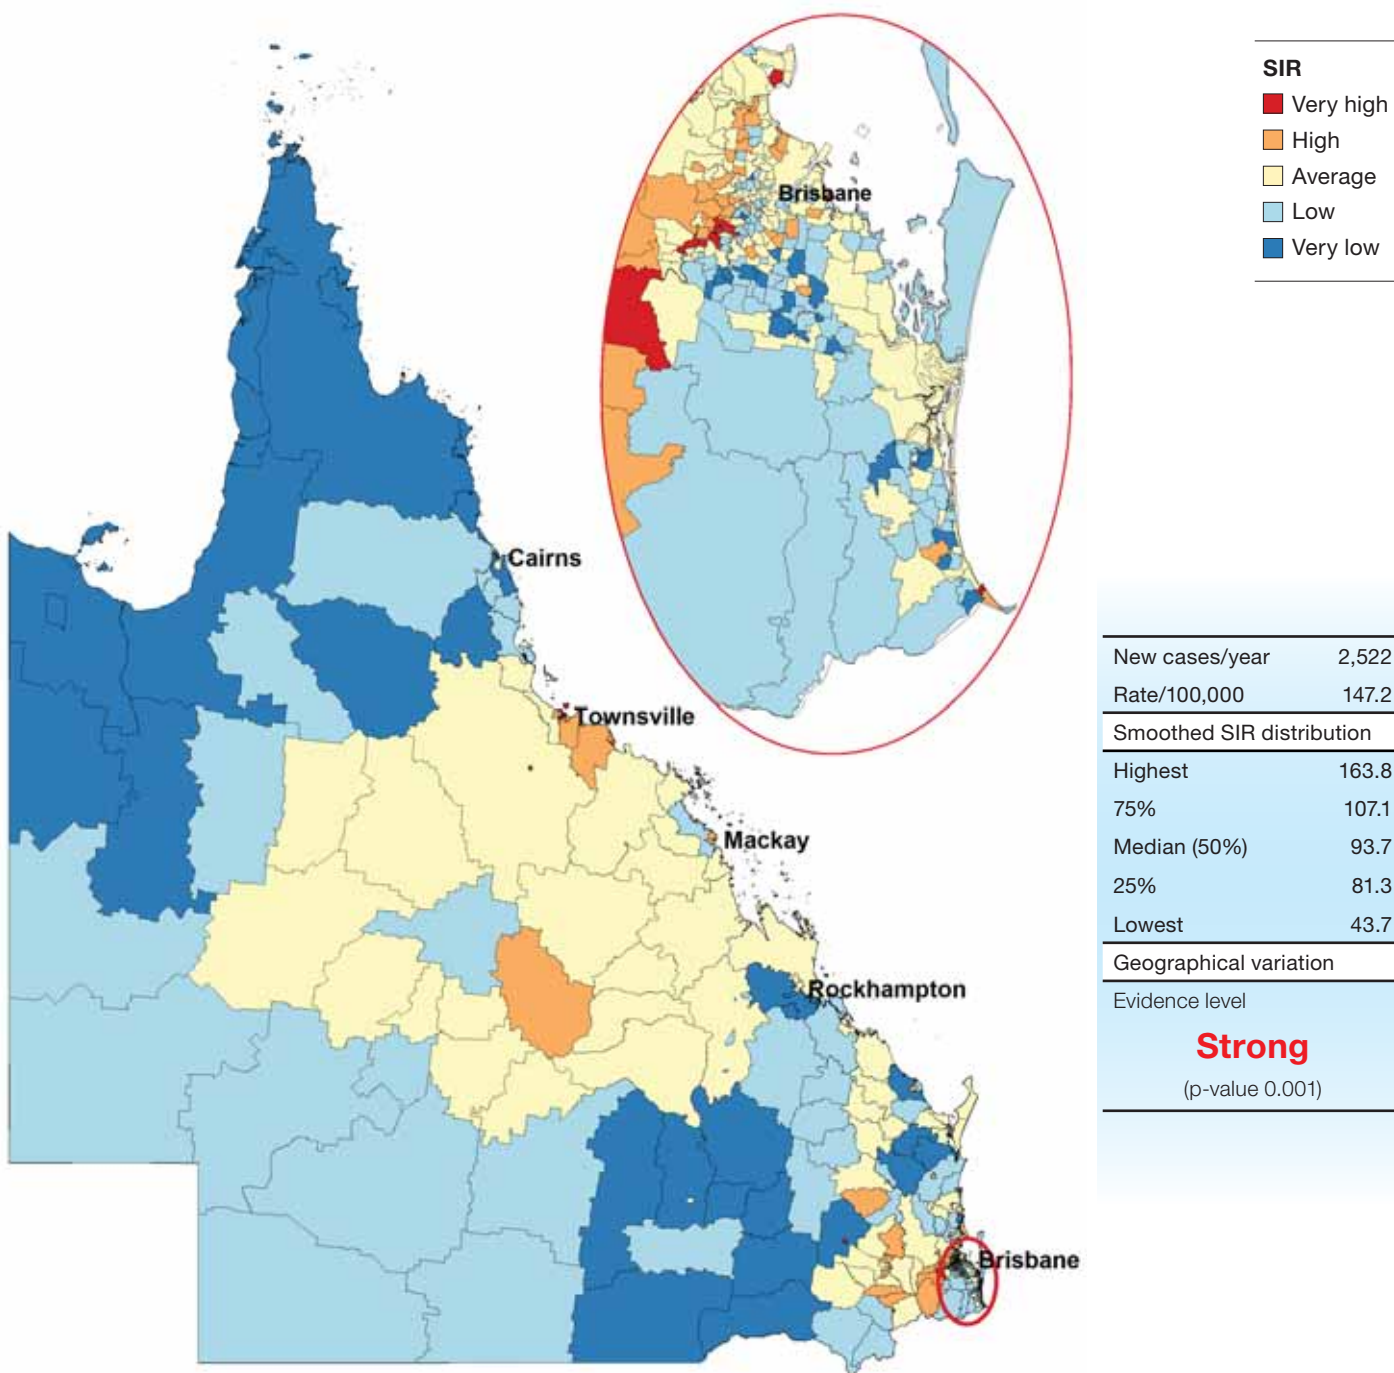 SIR
Very high
High
Average
Low
Very low
Brisbane
Cairns
Townsville
Mackay
Rockhampton
Brisbane
New cases/year 2,522
Rate/100,000 147.2
Smoothed SIR distribution
Highest 163.8
75% 107.1
Median (50%) 93.7
25% 81.3
Lowest 43.7
Geographical variation
Evidence level
Strong
(p-value 0.001)